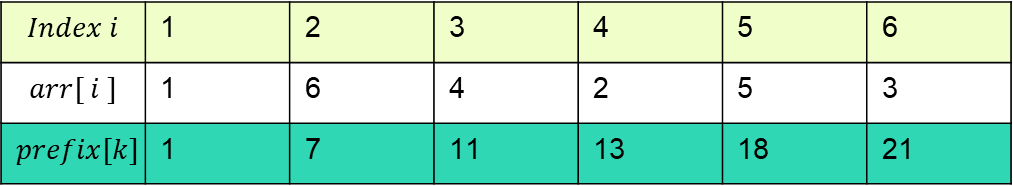 Index i 1 2 3 4 5 6
arr[ i ] 1 6 4 2 5 3
prefix[k] 1 7 11 13 18 21